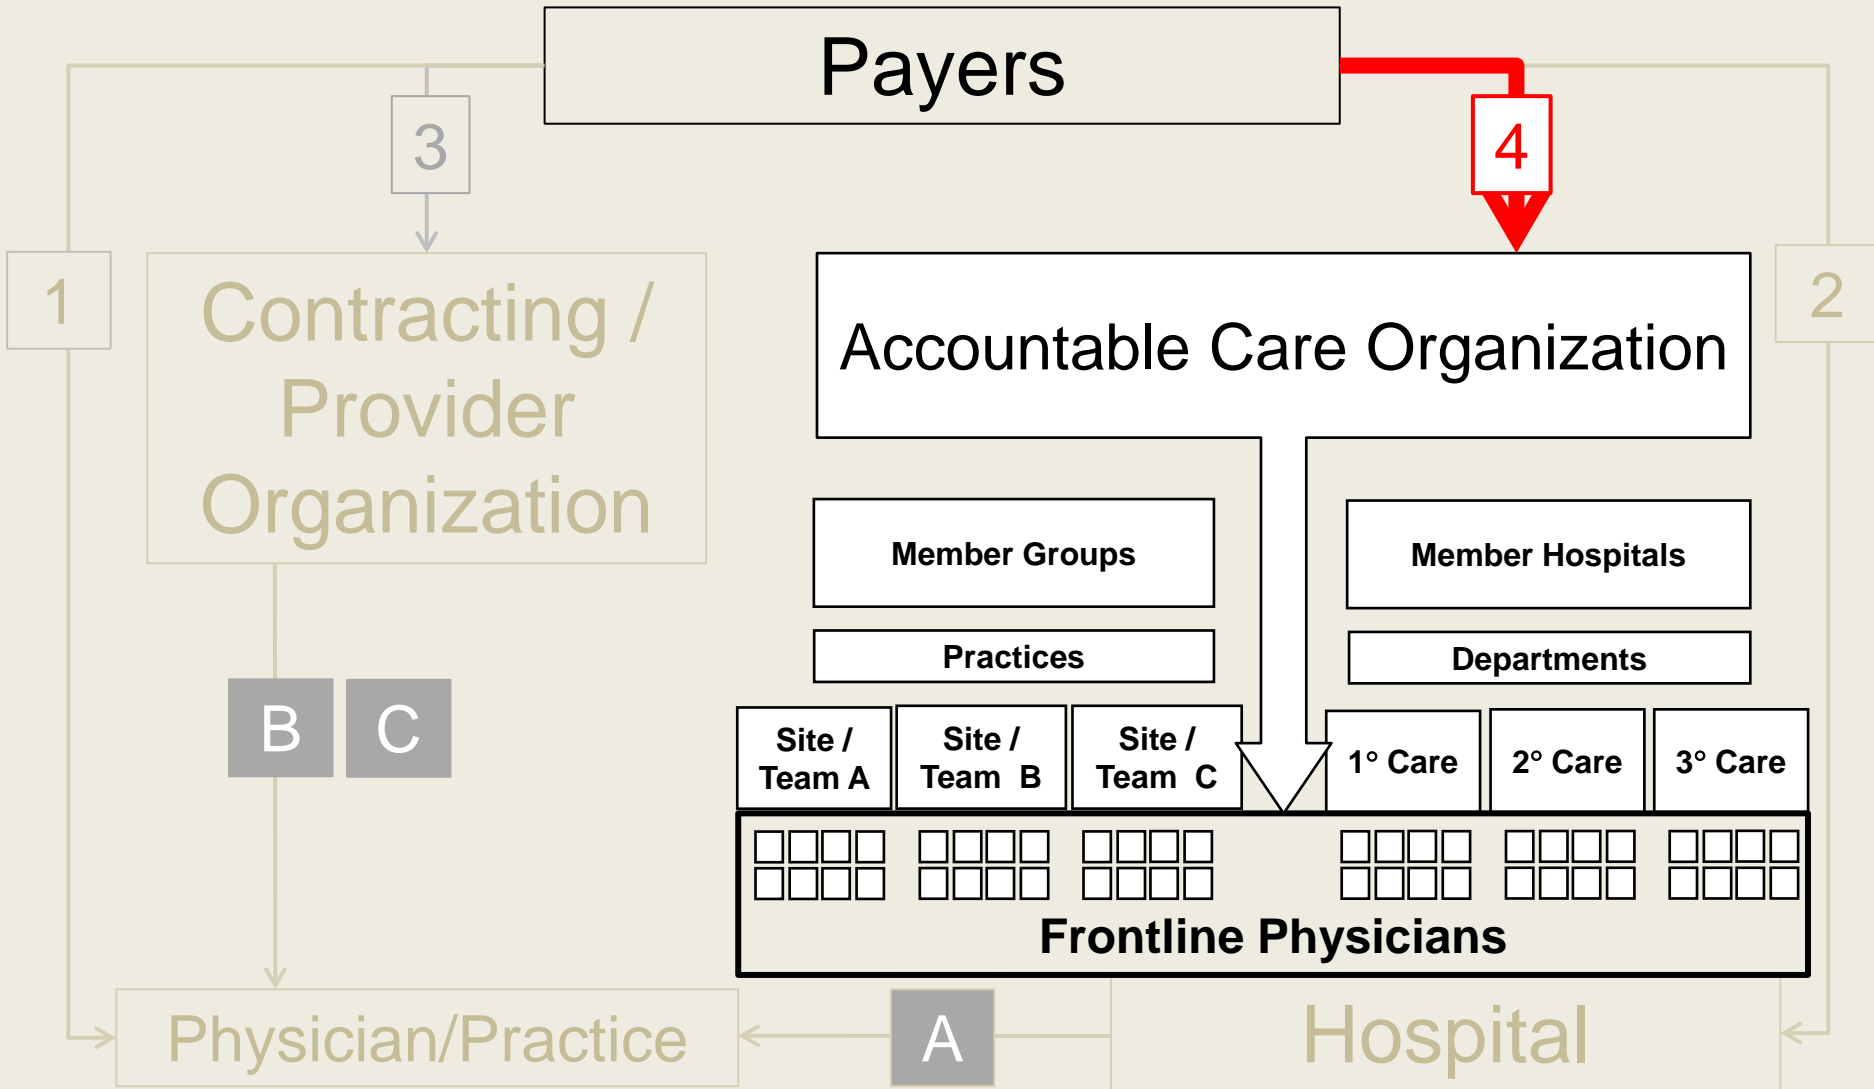 Payers
3
4
1
2
Contracting /
Provider
Organization
Accountable Care Organization
Member Groups
Member Hospitals
Practices
Departments
B
C
Site /
Team A
Site /
Team B
Site /
Team C
1° Care
2° Care
3° Care
Frontline Physicians
Physician/Practice
A
Hospital